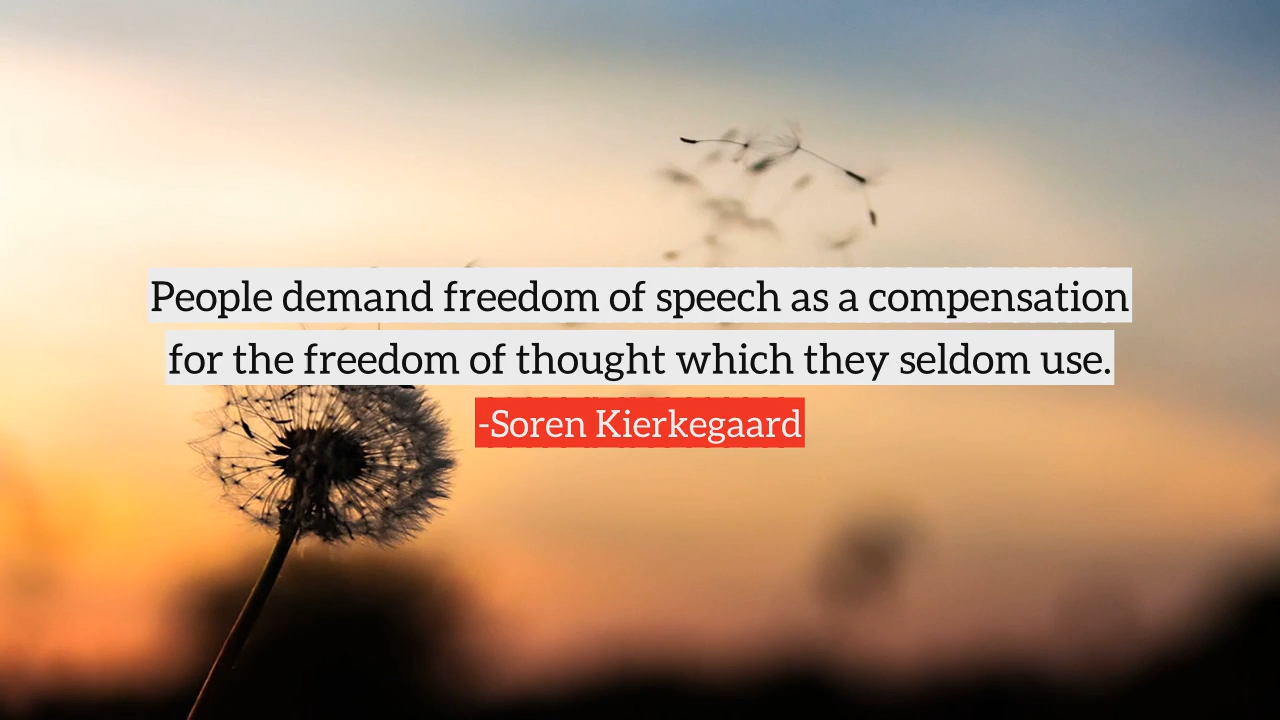 People demand freedom of speech as a compensation
for the freedom of thought which they seldom use.
-Soren Kierkegaard